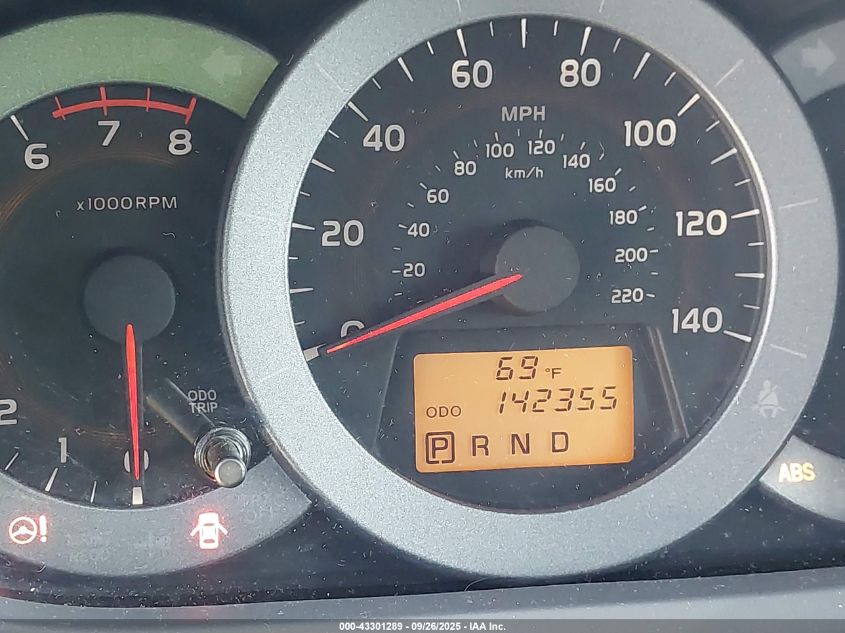 6 7 8
x1000RPM
2 1 0
ODO
TRIP
0 20 40 60 80 100 120 140
MPH
km/h
20 40 60 80 100 120 140 160 180 200 220
69 °F
ODO 142355
P R N D
!
ABS
000-43301289 - 09/26/2025 - IAA Inc.